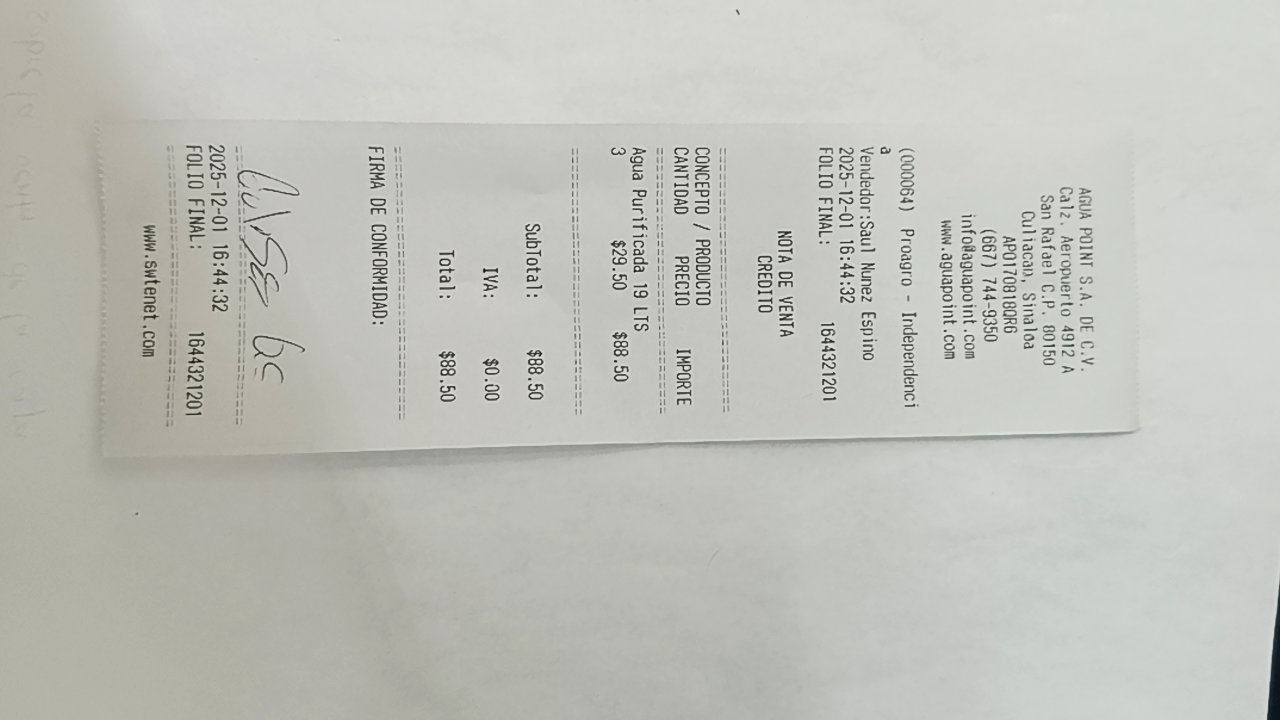 AGUA POINT S.A. DE C.V.
Calz. Aeropuerto 4912 A
San Rafael C.P. 80150
Culiacan, Sinaloa
APO170818QR6
(667) 744-9350
info@aguapoint.com
www.aguapoint.com
(000064) Proagro - Independenci
a
Vendedor:Saul Nunez Espino
2025-12-01 16:44:32
FOLIO FINAL: 1644321201
NOTA DE VENTA
CREDITO
==============================
CONCEPTO / PRODUCTO
CANTIDAD PRECIO IMPORTE
==============================
Agua Purificada 19 LTS
3 $29.50 $88.50
==============================
SubTotal: $88.50
IVA: $0.00
Total: $88.50
==============================
FIRMA DE CONFORMIDAD:
==============================
2025-12-01 16:44:32
FOLIO FINAL: 1644321201
==============================
www.swtenet.com